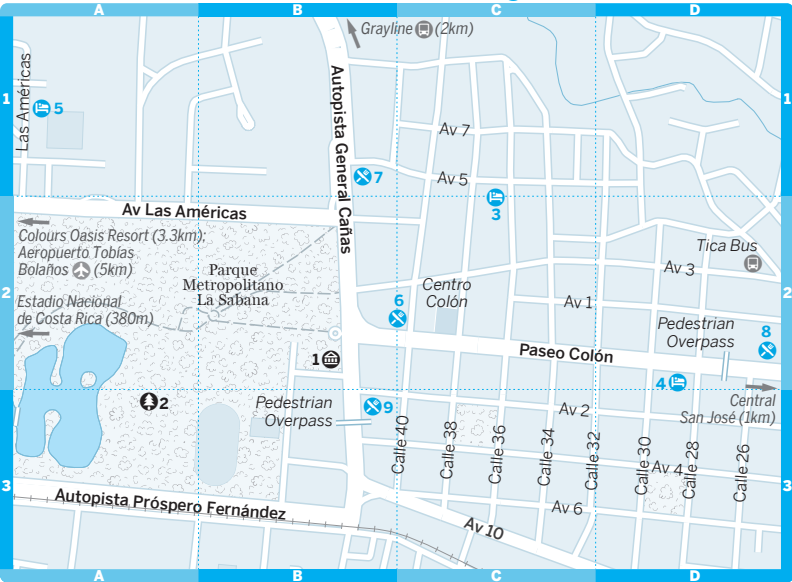 A
B
C
D
Grayline (2km)
1
1
Las Américas
5
Autopista General Cañas
Av 7
7
Av 5
3
Av Las Américas
Colours Oasis Resort (3.3km);
Aeropuerto Tobías
Bolaños (5km)
Tica Bus
Av 3
Parque
Metropolitano
La Sabana
Centro
Colón
2
2
Estadio Nacional
de Costa Rica (380m)
6
Av 1
Pedestrian
Overpass
8
1
Paseo Colón
4
Central
San José (1km)
2
Pedestrian
Overpass
9
Av 2
Calle 40
Calle 38
Calle 36
Calle 34
Calle 32
Calle 30
Calle 28
Calle 26
Av 4
3
3
Autopista Próspero Fernández
Av 6
Av 10
A
B
C
D